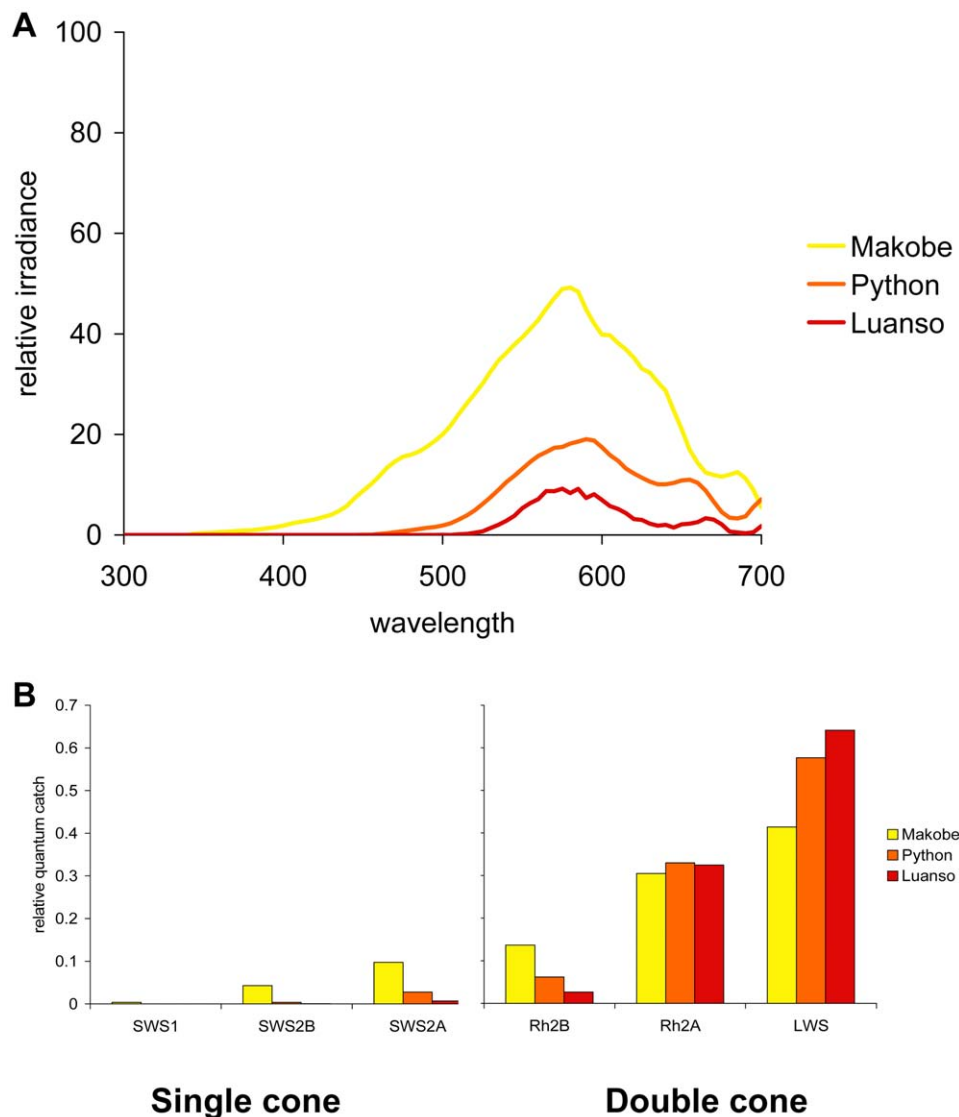 A
100
80
60
40
20
0
relative irradiance
300 400 500 600 700
wavelength
Makobe
Python
Luanso
B
0.7
0.6
0.5
0.4
0.3
0.2
0.1
0
relative quantum catch
SWS1 SWS2B SWS2A Rh2B Rh2A LWS
Makobe
Python
Luanso
Single cone Double cone